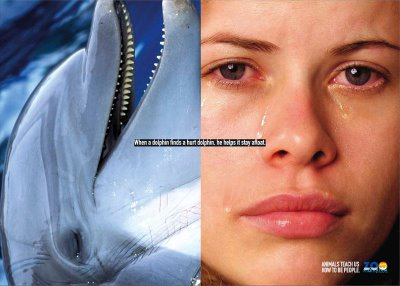 When a dolphin finds a hurt dolphin, he helps it stay afloat.
ANIMALS TEACH US
HOW TO BE PEOPLE.
ZOO